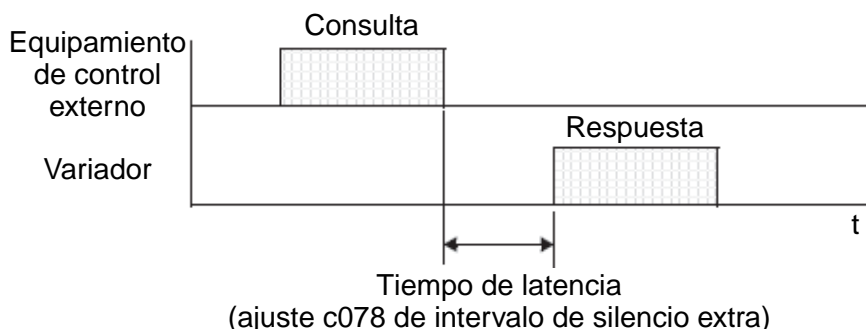 Consulta
Equipamiento
de control
externo
Respuesta
Variador
t
Tiempo de latencia
(ajuste c078 de intervalo de silencio extra)